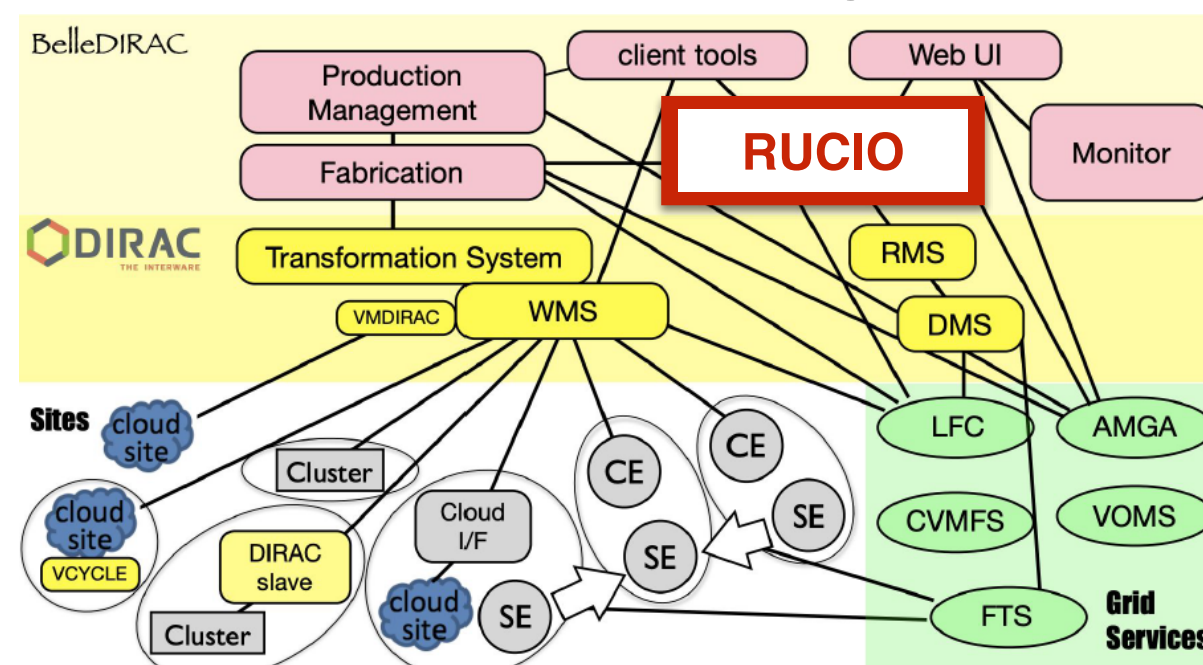 BelleDIRAC
client tools
Web UI
Production
Management
RUCIO
Monitor
Fabrication
DIRAC
THE INTERWARE
Transformation System
RMS
VMDIRAC
WMS
DMS
Sites
cloud
site
LFC
AMGA
CE
CE
Cluster
cloud
site
VCYCLE
Cloud
I/F
SE
CVMFS
VOMS
DIRAC
slave
SE
cloud
site
SE
FTS
Grid
Services
Cluster